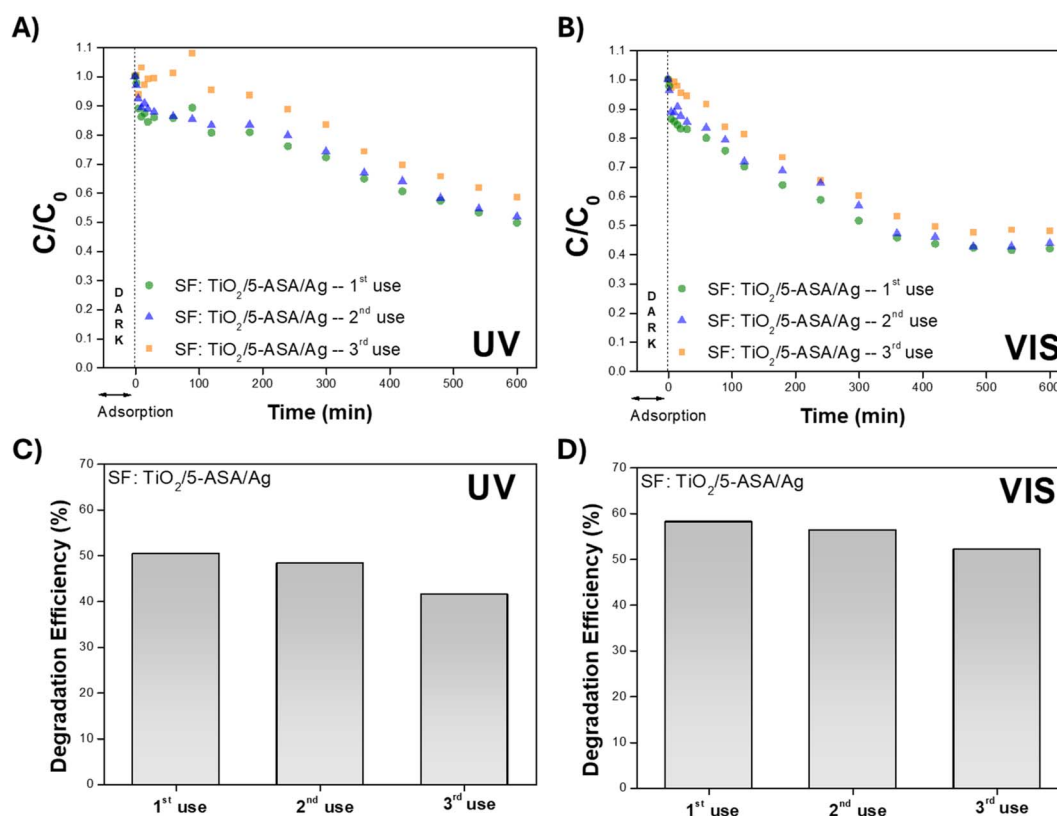 A)
1.1
1.0
0.9
0.8
0.7
0.6
0.5
0.4
0.3
0.2
0.1
0.0
C/C₀
DARK
SF: TiO₂/5-ASA/Ag -- 1ˢᵗ use
SF: TiO₂/5-ASA/Ag -- 2ⁿᵈ use
SF: TiO₂/5-ASA/Ag -- 3ʳᵈ use
UV
0 100 200 300 400 500 600
Adsorption
Time (min)
B)
1.1
1.0
0.9
0.8
0.7
0.6
0.5
0.4
0.3
0.2
0.1
0.0
C/C₀
DARK
SF: TiO₂/5-ASA/Ag -- 1ˢᵗ use
SF: TiO₂/5-ASA/Ag -- 2ⁿᵈ use
SF: TiO₂/5-ASA/Ag -- 3ʳᵈ use
VIS
0 100 200 300 400 500 600
Adsorption
Time (min)
C)
70
60
50
40
30
20
10
0
Degradation Efficiency (%)
SF: TiO₂/5-ASA/Ag
UV
1ˢᵗ use 2ⁿᵈ use 3ʳᵈ use
D)
70
60
50
40
30
20
10
0
Degradation Efficiency (%)
SF: TiO₂/5-ASA/Ag
VIS
1ˢᵗ use 2ⁿᵈ use 3ʳᵈ use